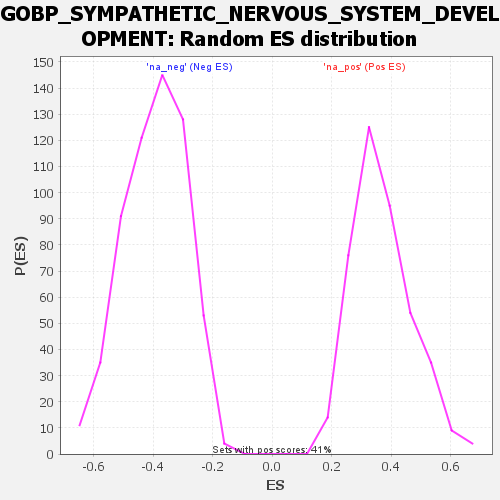 GOBP_SYMPATHETIC_NERVOUS_SYSTEM_DEVEL
OPMENT: Random ES distribution
'na_neg' (Neg ES)
'na_pos' (Pos ES)
150
140
130
120
110
100
90
80
70
60
50
40
30
20
10
0
P(ES)
Sets with pos scores: 41%
-0.6 -0.4 -0.2 0.0 0.2 0.4 0.6
ES